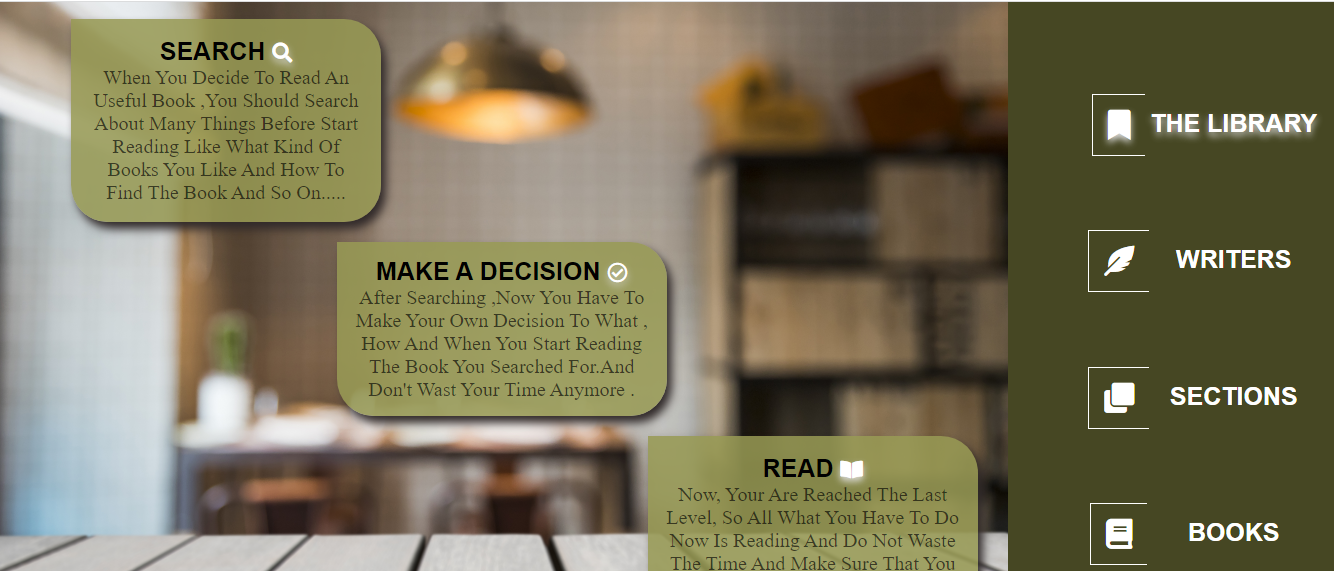 SEARCH
When You Decide To Read An
Useful Book ,You Should Search
About Many Things Before Start
Reading Like What Kind Of
Books You Like And How To
Find The Book And So On.....
MAKE A DECISION
After Searching ,Now You Have To
Make Your Own Decision To What ,
How And When You Start Reading
The Book You Searched For.And
Don't Wast Your Time Anymore .
READ
Now, Your Are Reached The Last
Level, So All What You Have To Do
Now Is Reading And Do Not Waste
The Time And Make Sure That You
THE LIBRARY
WRITERS
SECTIONS
BOOKS